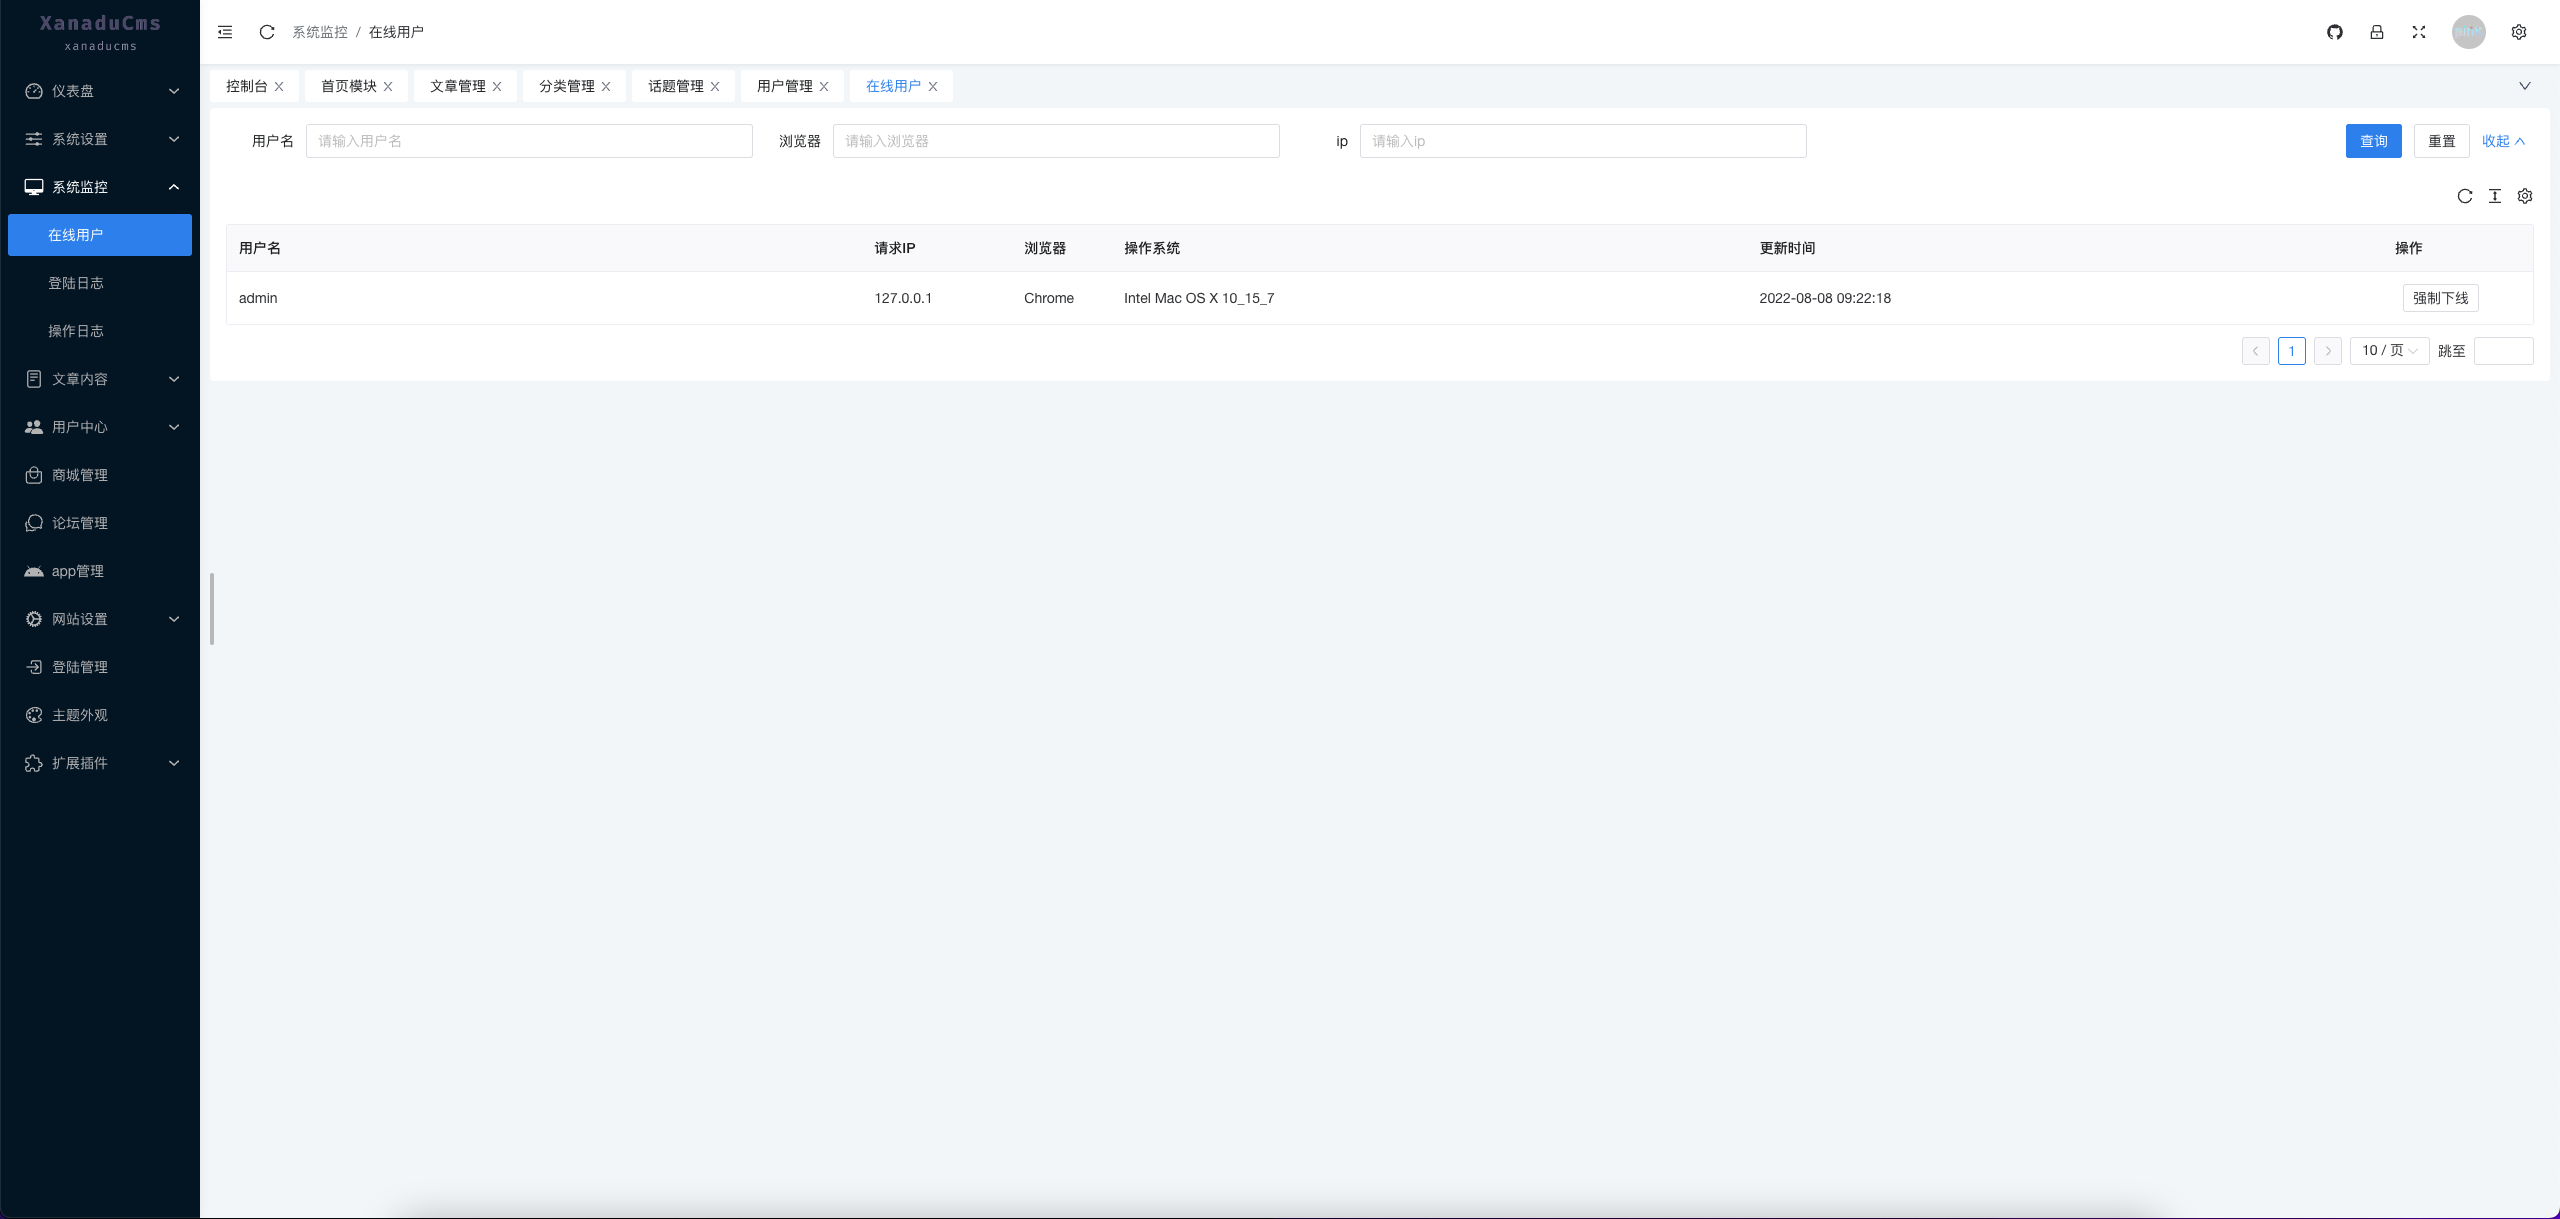 XanaduCms
xanaducms
仪表盘
系统设置
系统监控
在线用户
登陆日志
操作日志
文章内容
用户中心
商城管理
论坛管理
app管理
网站设置
登陆管理
主题外观
扩展插件
系统监控 / 在线用户
控制台 首页模块 文章管理 分类管理 话题管理 用户管理 在线用户
用户名 请输入用户名 浏览器 请输入浏览器 ip 请输入ip 查询 重置 收起
用户名 请求IP 浏览器 操作系统 更新时间 操作
admin 127.0.0.1 Chrome Intel Mac OS X 10_15_7 2022-08-08 09:22:18 强制下线
1 10 / 页 跳至